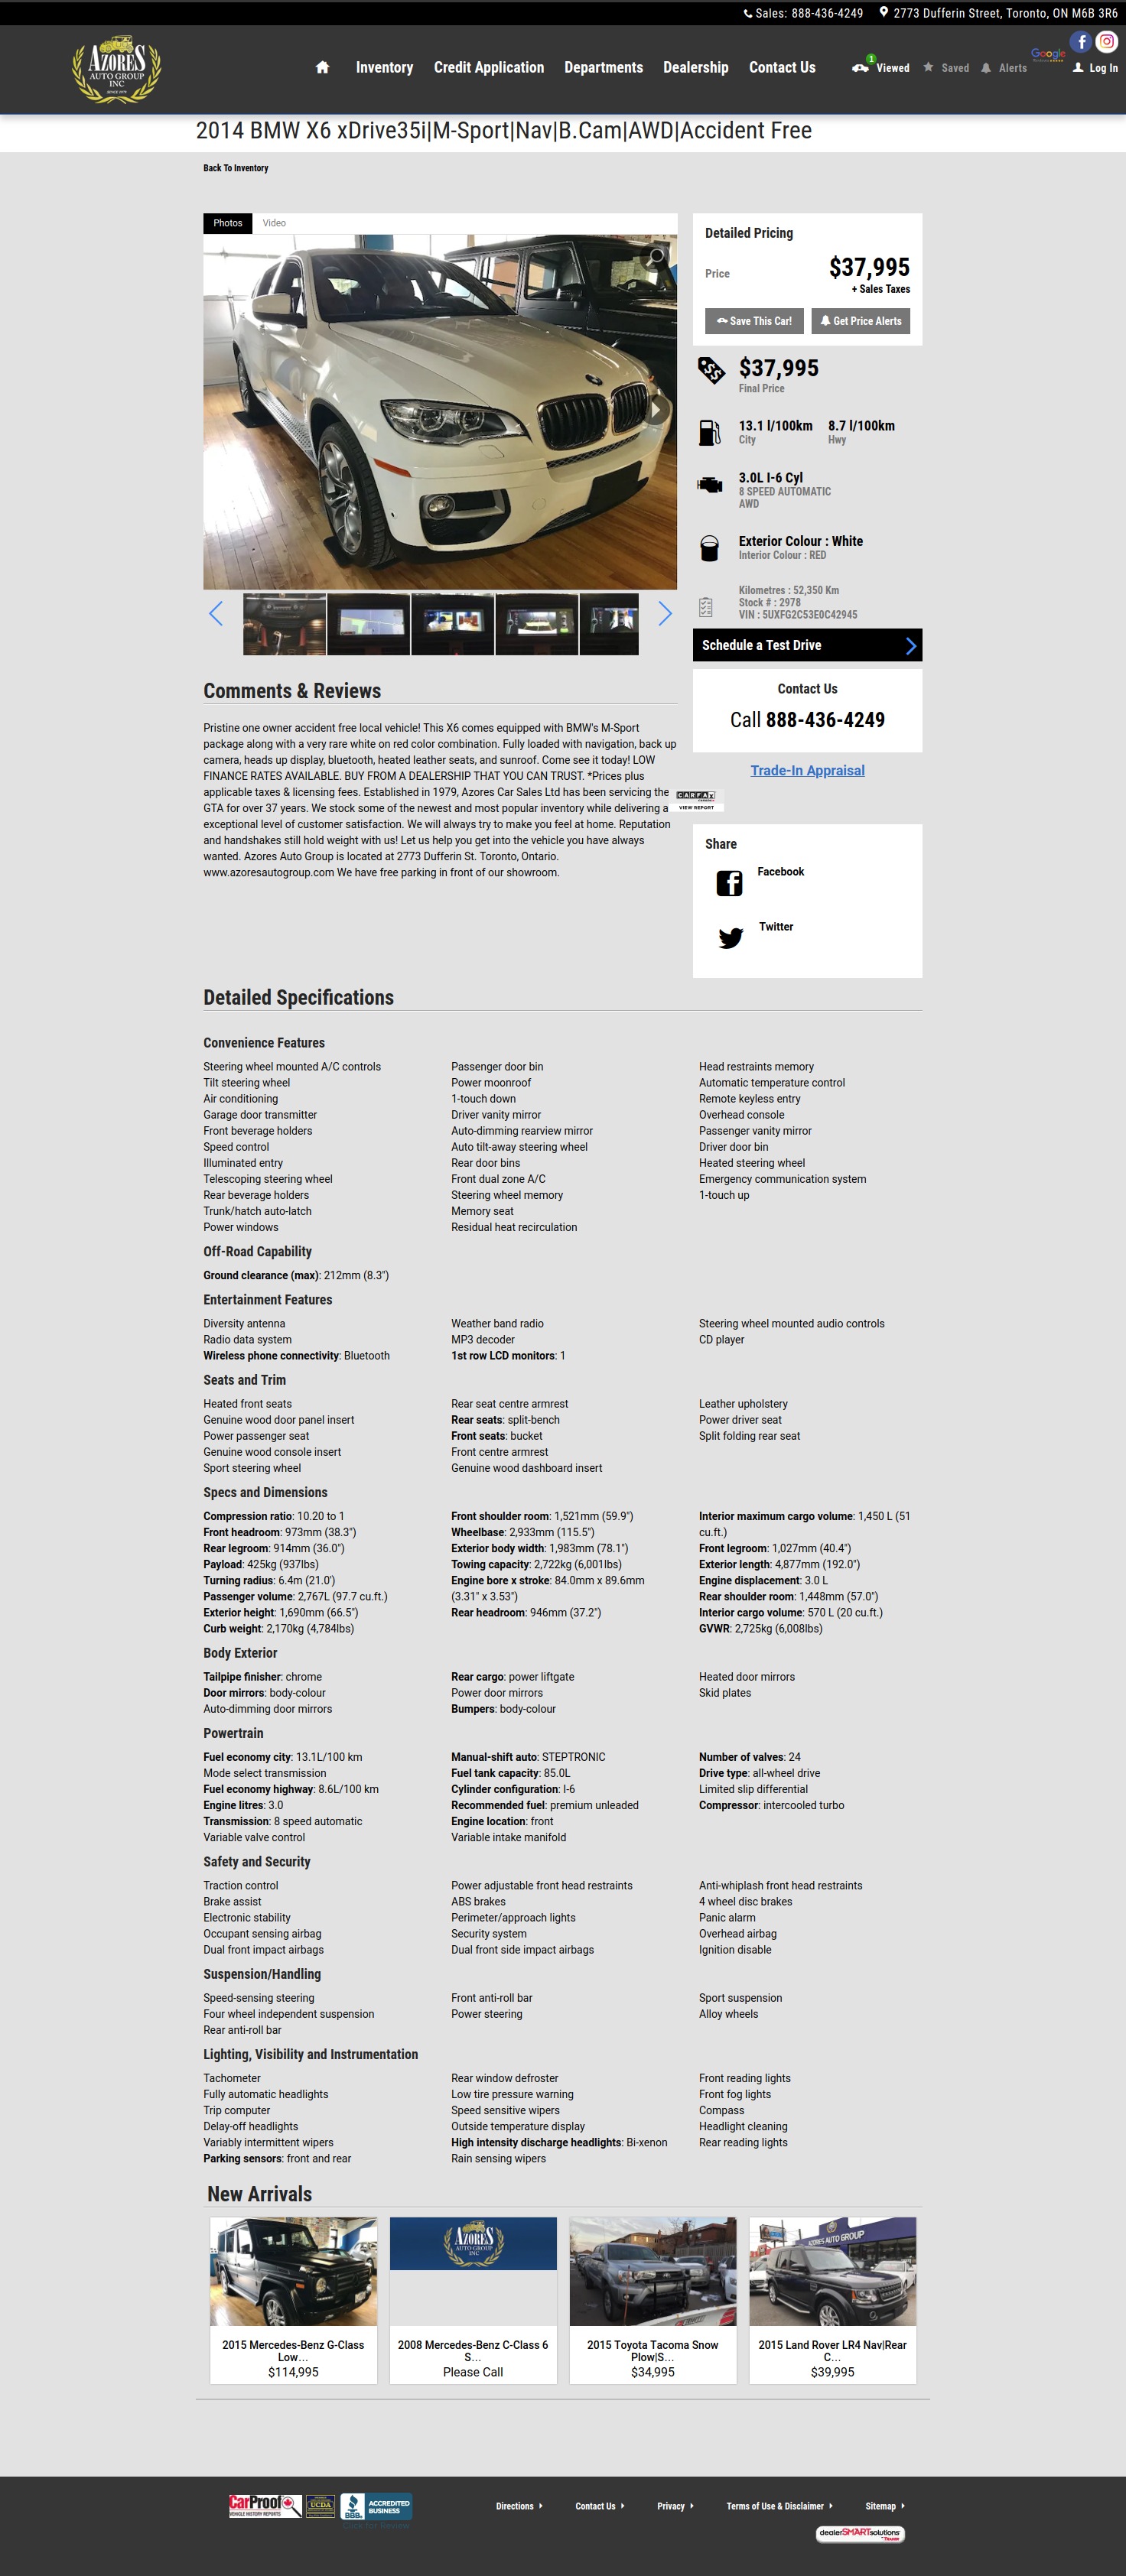 Sales: 888-436-4249 2773 Dufferin Street, Toronto, ON M6B 3R6
AZORES
AUTO GROUP
INC
SINCE 1979
Inventory Credit Application Departments Dealership Contact Us
1 Viewed Saved Alerts Google Log In
2014 BMW X6 xDrive35i|M-Sport|Nav|B.Cam|AWD|Accident Free
Back To Inventory
Photos Video
Detailed Pricing
Price $37,995
+ Sales Taxes
Save This Car! Get Price Alerts
$37,995
Final Price
13.1 l/100km 8.7 l/100km
City Hwy
3.0L I-6 Cyl
8 SPEED AUTOMATIC
AWD
Exterior Colour : White
Interior Colour : RED
Kilometres : 52,350 Km
Stock # : 2978
VIN : 5UXFG2C53E0C42945
Schedule a Test Drive
Contact Us
Call 888-436-4249
Trade-In Appraisal
CARFAX
VIEW REPORT
Share
Facebook
Twitter
Comments & Reviews
Pristine one owner accident free local vehicle! This X6 comes equipped with BMW's M-Sport
package along with a very rare white on red color combination. Fully loaded with navigation, back up
camera, heads up display, bluetooth, heated leather seats, and sunroof. Come see it today! LOW
FINANCE RATES AVAILABLE. BUY FROM A DEALERSHIP THAT YOU CAN TRUST. *Prices plus
applicable taxes & licensing fees. Established in 1979, Azores Car Sales Ltd has been servicing the
GTA for over 37 years. We stock some of the newest and most popular inventory while delivering a
exceptional level of customer satisfaction. We will always try to make you feel at home. Reputation
and handshakes still hold weight with us! Let us help you get into the vehicle you have always
wanted. Azores Auto Group is located at 2773 Dufferin St. Toronto, Ontario.
www.azoresautogroup.com We have free parking in front of our showroom.
Detailed Specifications
Convenience Features
Steering wheel mounted A/C controls Passenger door bin Head restraints memory
Tilt steering wheel Power moonroof Automatic temperature control
Air conditioning 1-touch down Remote keyless entry
Garage door transmitter Driver vanity mirror Overhead console
Front beverage holders Auto-dimming rearview mirror Passenger vanity mirror
Speed control Auto tilt-away steering wheel Driver door bin
Illuminated entry Rear door bins Heated steering wheel
Telescoping steering wheel Front dual zone A/C Emergency communication system
Rear beverage holders Steering wheel memory 1-touch up
Trunk/hatch auto-latch Memory seat
Power windows Residual heat recirculation
Off-Road Capability
Ground clearance (max): 212mm (8.3")
Entertainment Features
Diversity antenna Weather band radio Steering wheel mounted audio controls
Radio data system MP3 decoder CD player
Wireless phone connectivity: Bluetooth 1st row LCD monitors: 1
Seats and Trim
Heated front seats Rear seat centre armrest Leather upholstery
Genuine wood door panel insert Rear seats: split-bench Power driver seat
Power passenger seat Front seats: bucket Split folding rear seat
Genuine wood console insert Front centre armrest
Sport steering wheel Genuine wood dashboard insert
Specs and Dimensions
Compression ratio: 10.20 to 1 Front shoulder room: 1,521mm (59.9") Interior maximum cargo volume: 1,450 L (51
Front headroom: 973mm (38.3") Wheelbase: 2,933mm (115.5") cu.ft.)
Rear legroom: 914mm (36.0") Exterior body width: 1,983mm (78.1") Front legroom: 1,027mm (40.4")
Payload: 425kg (937lbs) Towing capacity: 2,722kg (6,001lbs) Exterior length: 4,877mm (192.0")
Turning radius: 6.4m (21.0') Engine bore x stroke: 84.0mm x 89.6mm Engine displacement: 3.0 L
Passenger volume: 2,767L (97.7 cu.ft.) (3.31" x 3.53") Rear shoulder room: 1,448mm (57.0")
Exterior height: 1,690mm (66.5") Rear headroom: 946mm (37.2") Interior cargo volume: 570 L (20 cu.ft.)
Curb weight: 2,170kg (4,784lbs) GVWR: 2,725kg (6,008lbs)
Body Exterior
Tailpipe finisher: chrome Rear cargo: power liftgate Heated door mirrors
Door mirrors: body-colour Power door mirrors Skid plates
Auto-dimming door mirrors Bumpers: body-colour
Powertrain
Fuel economy city: 13.1L/100 km Manual-shift auto: STEPTRONIC Number of valves: 24
Mode select transmission Fuel tank capacity: 85.0L Drive type: all-wheel drive
Fuel economy highway: 8.6L/100 km Cylinder configuration: I-6 Limited slip differential
Engine litres: 3.0 Recommended fuel: premium unleaded Compressor: intercooled turbo
Transmission: 8 speed automatic Engine location: front
Variable valve control Variable intake manifold
Safety and Security
Traction control Power adjustable front head restraints Anti-whiplash front head restraints
Brake assist ABS brakes 4 wheel disc brakes
Electronic stability Perimeter/approach lights Panic alarm
Occupant sensing airbag Security system Overhead airbag
Dual front impact airbags Dual front side impact airbags Ignition disable
Suspension/Handling
Speed-sensing steering Front anti-roll bar Sport suspension
Four wheel independent suspension Power steering Alloy wheels
Rear anti-roll bar
Lighting, Visibility and Instrumentation
Tachometer Rear window defroster Front reading lights
Fully automatic headlights Low tire pressure warning Front fog lights
Trip computer Speed sensitive wipers Compass
Delay-off headlights Outside temperature display Headlight cleaning
Variably intermittent wipers High intensity discharge headlights: Bi-xenon Rear reading lights
Parking sensors: front and rear Rain sensing wipers
New Arrivals
AZORES
AUTO GROUP
INC
AZORES AUTO GROUP
2015 Mercedes-Benz G-Class Low... 2008 Mercedes-Benz C-Class 6 S... 2015 Toyota Tacoma Snow Plow|S... 2015 Land Rover LR4 Nav|Rear C...
$114,995 Please Call $34,995 $39,995
CarProof
VEHICLE HISTORY REPORTS
UCDA
BBB
ACCREDITED
BUSINESS
Click for Review
Directions Contact Us Privacy Terms of Use & Disclaimer Sitemap
dealerSMARTsolutions